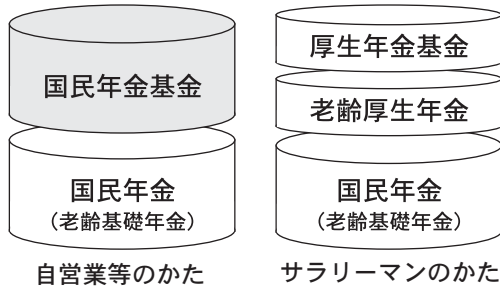 国民年金基金
国民年金
（老齢基礎年金）
自営業等のかた
厚生年金基金
老齢厚生年金
国民年金
（老齢基礎年金）
サラリーマンのかた